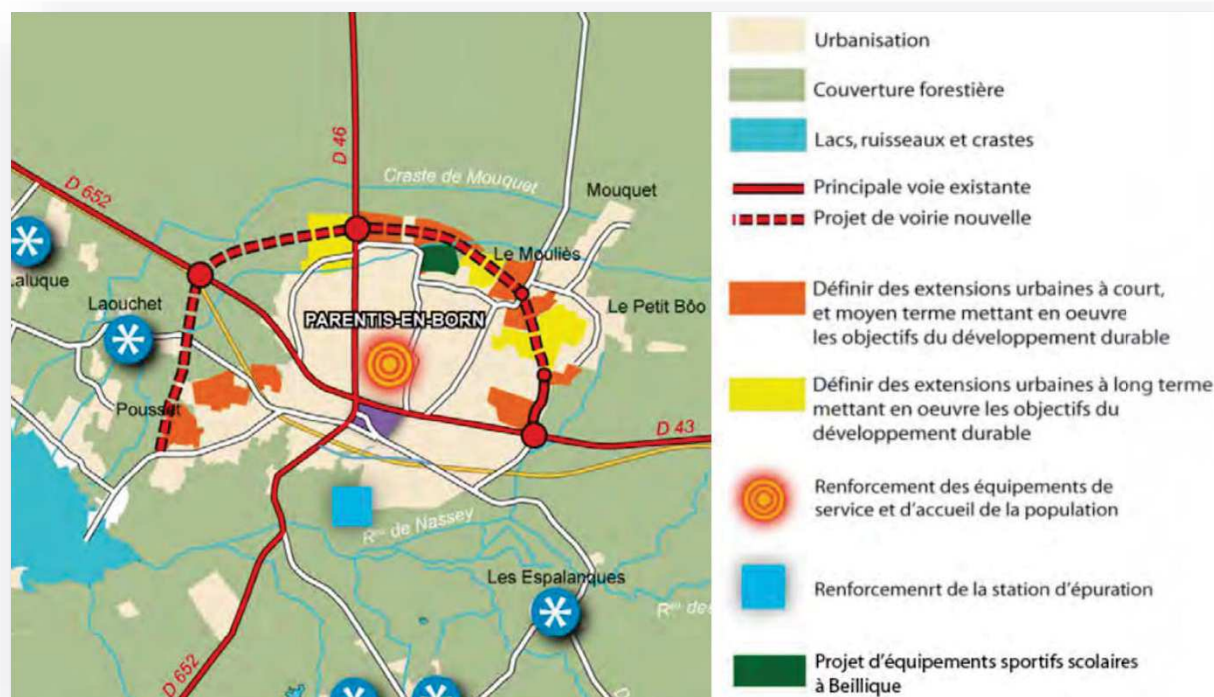 D 46
D 652
Craste de Mouquet
Mouquet
Le Mouliès
aluque
Laouchet
PARENTIS-EN-BORN
Le Petit Bôo
Pousset
D 43
R de Nassey
Les Espalanques
D 652
Urbanisation
Couverture forestière
Lacs, ruisseaux et crastes
Principale voie existante
Projet de voirie nouvelle
Définir des extensions urbaines à court,
et moyen terme mettant en oeuvre
les objectifs du développement durable
Définir des extensions urbaines à long terme
mettant en oeuvre les objectifs du
développement durable
Renforcement des équipements de
service et d'accueil de la population
Renforcemenrt de la station d'épuration
Projet d'équipements sportifs scolaires
à Beillique